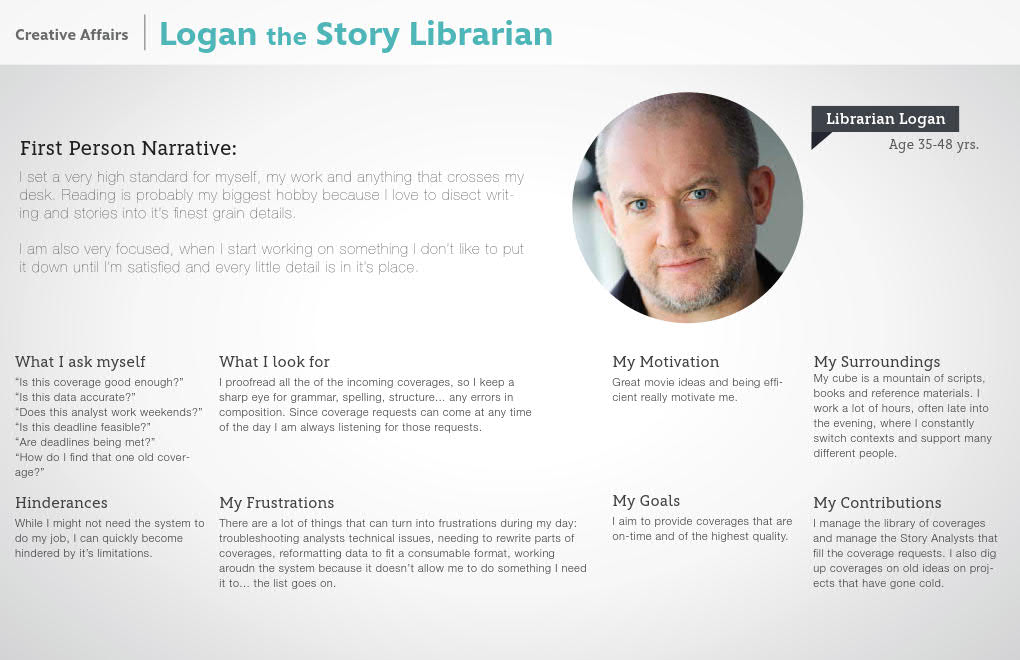 Creative Affairs
Logan the Story Librarian
Librarian Logan
Age 35-48 yrs.
First Person Narrative:
I set a very high standard for myself, my work and anything that crosses my
desk. Reading is probably my biggest hobby because I love to disect writ-
ing and stories into it's finest grain details.
I am also very focused, when I start working on something I don't like to put
it down until I'm satisfied and every little detail is in it's place.
What I ask myself
“Is this coverage good enough?”
“Is this data accurate?”
“Does this analyst work weekends?”
“Is this deadline feasible?”
“Are deadlines being met?”
“How do I find that one old cover-
age?”
What I look for
I proofread all the of the incoming coverages, so I keep a
sharp eye for grammar, spelling, structure... any errors in
composition. Since coverage requests can come at any time
of the day I am always listening for those requests.
My Motivation
Great movie ideas and being effi-
cient really motivate me.
My Surroundings
My cube is a mountain of scripts,
books and reference materials. I
work a lot of hours, often late into
the evening, where I constantly
switch contexts and support many
different people.
Hinderances
While I might not need the system to
do my job, I can quickly become
hindered by it's limitations.
My Frustrations
There are a lot of things that can turn into frustrations during my day:
troubleshooting analysts technical issues, needing to rewrite parts of
coverages, reformatting data to fit a consumable format, working
aroudn the system because it doesn't allow me to do something I need
it to... the list goes on.
My Goals
I aim to provide coverages that are
on-time and of the highest quality.
My Contributions
I manage the library of coverages
and manage the Story Analysts that
fill the coverage requests. I also dig
up coverages on old ideas on proj-
ects that have gone cold.